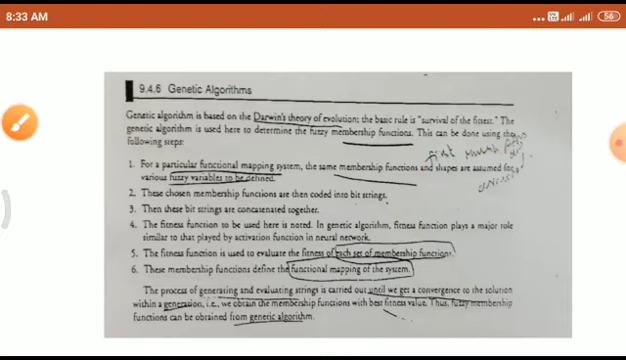 8:33 AM
56
9.4.6 Genetic Algorithms
Genetic algorithm is based on the Darwin's theory of evolution; the basic rule is "survival of the fittest." The
genetic algorithm is used here to determine the fuzzy membership functions. This can be done using the
following steps:
1. For a particular functional mapping system, the same membership functions and shapes are assumed for
various fuzzy variables to be defined.
2. These chosen membership functions are then coded into bit strings.
3. Then these bit strings are concatenated together.
4. The fitness function to be used here is noted. In genetic algorithm, fitness function plays a major role
similar to that played by activation function in neural network.
5. The fitness function is used to evaluate the fitness of each set of membership functions.
6. These membership functions define the functional mapping of the system.
The process of generating and evaluating strings is carried out until we get a convergence to the solution
within a generation, i.e., we obtain the membership functions with best fitness value. Thus, fuzzy membership
functions can be obtained from genetic algorithm.
first